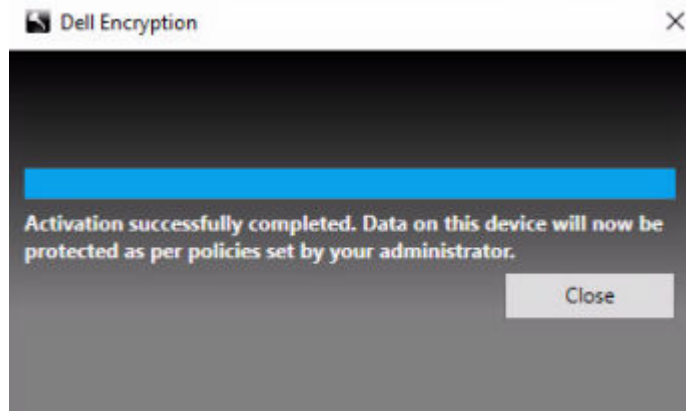 Dell Encryption
Activation successfully completed. Data on this device will now be
protected as per policies set by your administrator.
Close